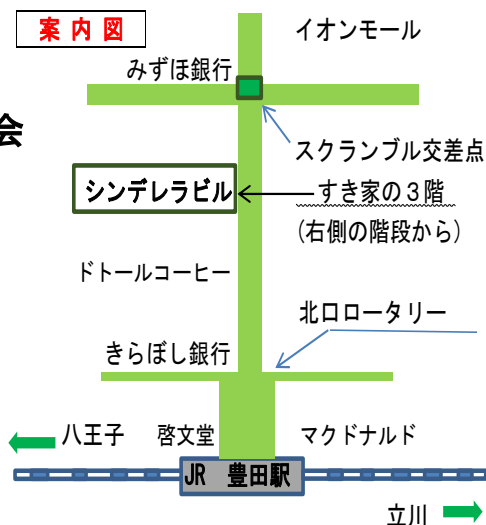 案内図
イオンモール
みずほ銀行
会
スクランブル交差点
シンデレラビル
すき家の３階
(右側の階段から)
ドトールコーヒー
北口ロータリー
きらぼし銀行
八王子
啓文堂
マクドナルド
JR 豊田駅
立川